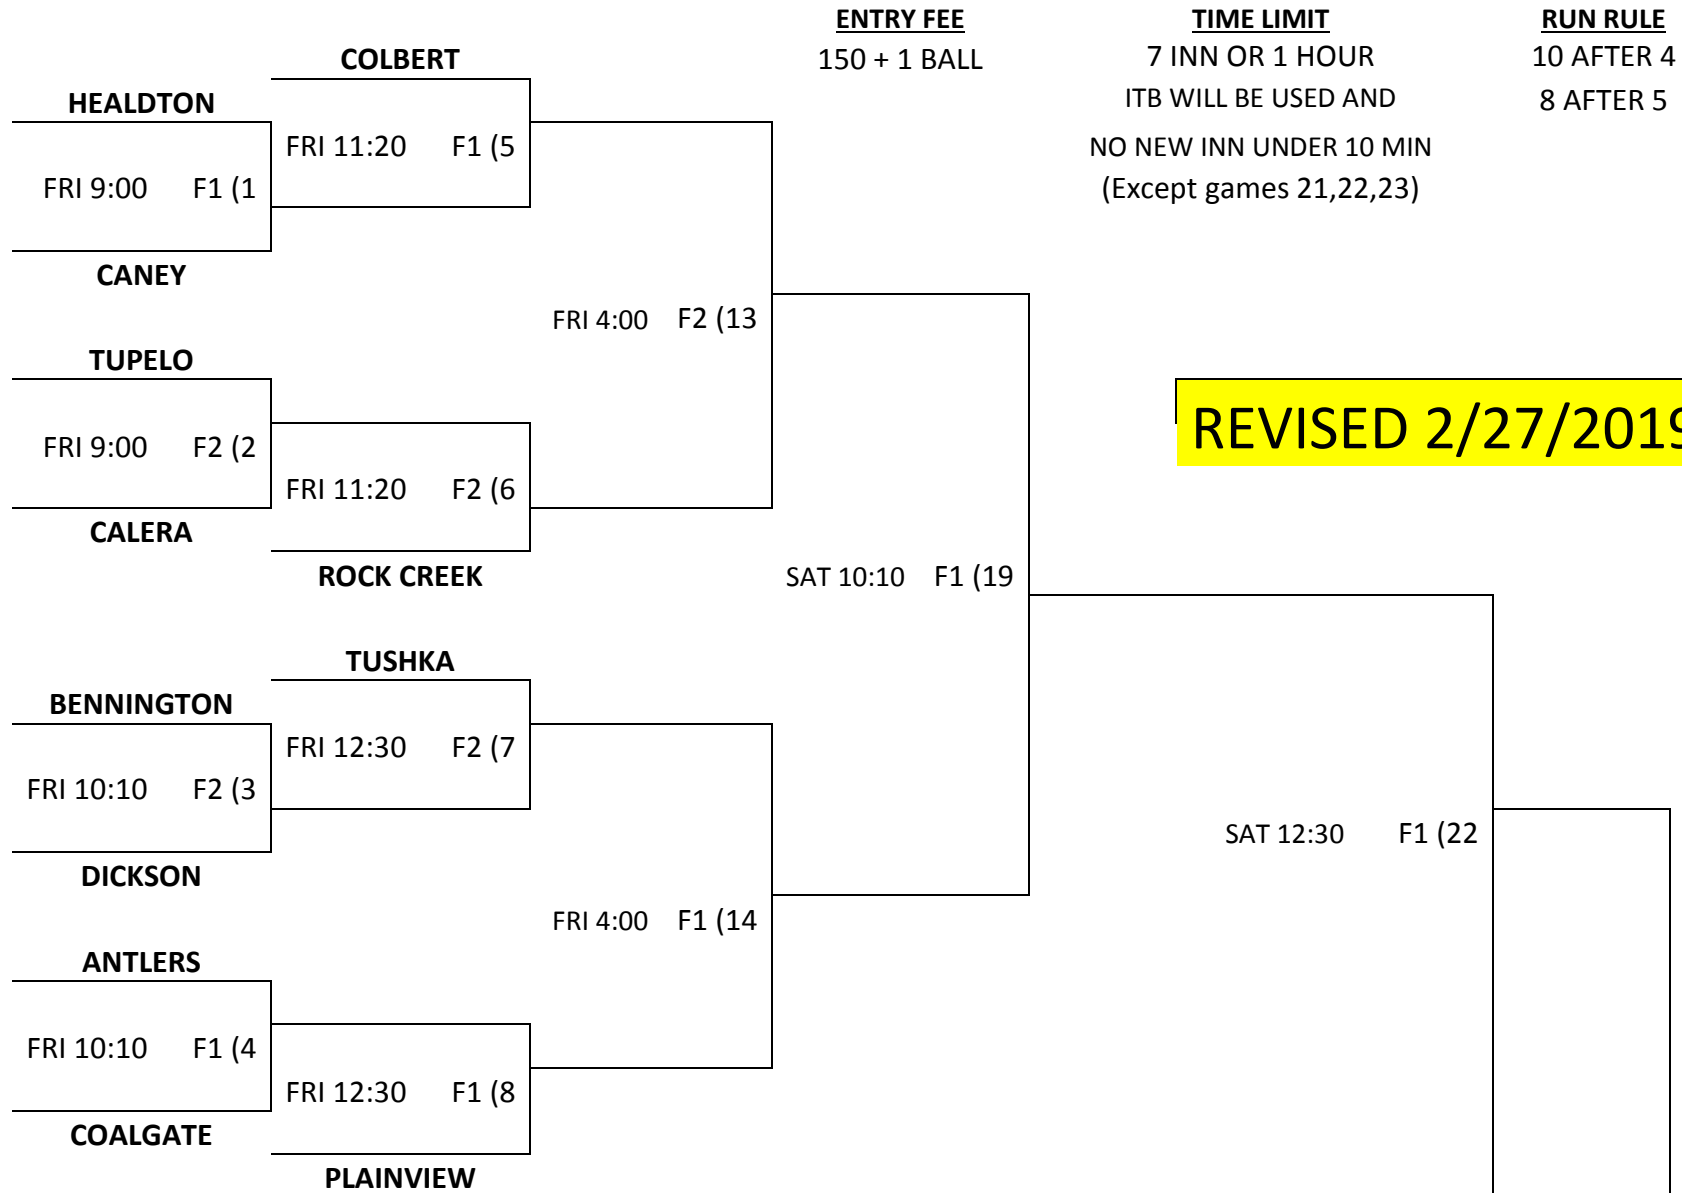 ENTRY FEE
150 + 1 BALL
TIME LIMIT
7 INN OR 1 HOUR
ITB WILL BE USED AND
NO NEW INN UNDER 10 MIN
(Except games 21,22,23)
RUN RULE
10 AFTER 4
8 AFTER 5
COLBERT
HEALDTON
FRI 11:20 F1 (5
FRI 9:00 F1 (1
CANEY
FRI 4:00 F2 (13
TUPELO
REVISED 2/27/2019
FRI 9:00 F2 (2
FRI 11:20 F2 (6
CALERA
ROCK CREEK
SAT 10:10 F1 (19
TUSHKA
BENNINGTON
FRI 12:30 F2 (7
FRI 10:10 F2 (3
SAT 12:30 F1 (22
DICKSON
FRI 4:00 F1 (14
ANTLERS
FRI 10:10 F1 (4
FRI 12:30 F1 (8
COALGATE
PLAINVIEW